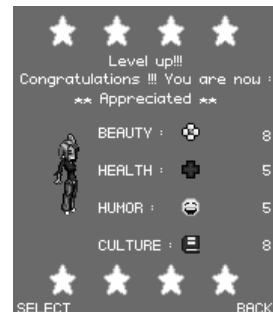 Level up!!!
Congratulations !!! You are now :
** Appreciated **
BEAUTY : 8
HEALTH : 5
HUMOR : 5
CULTURE : 8
SELECT BACK